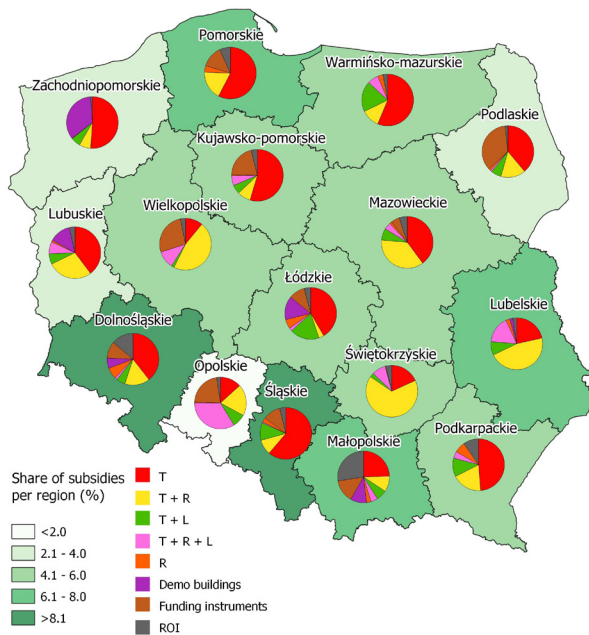 Pomorskie
Warmińsko-mazurskie
Zachodniopomorskie
Podlaskie
Kujawsko-pomorskie
Lubuskie
Wielkopolskie
Mazowieckie
Łódzkie
Lubelskie
Dolnośląskie
Opolskie
Śląskie
Świętokrzyskie
Małopolskie
Podkarpackie
Share of subsidies
per region (%)
<2.0
2.1 - 4.0
4.1 - 6.0
6.1 - 8.0
>8.1
T
T + R
T + L
T + R + L
R
Demo buildings
Funding instruments
ROI